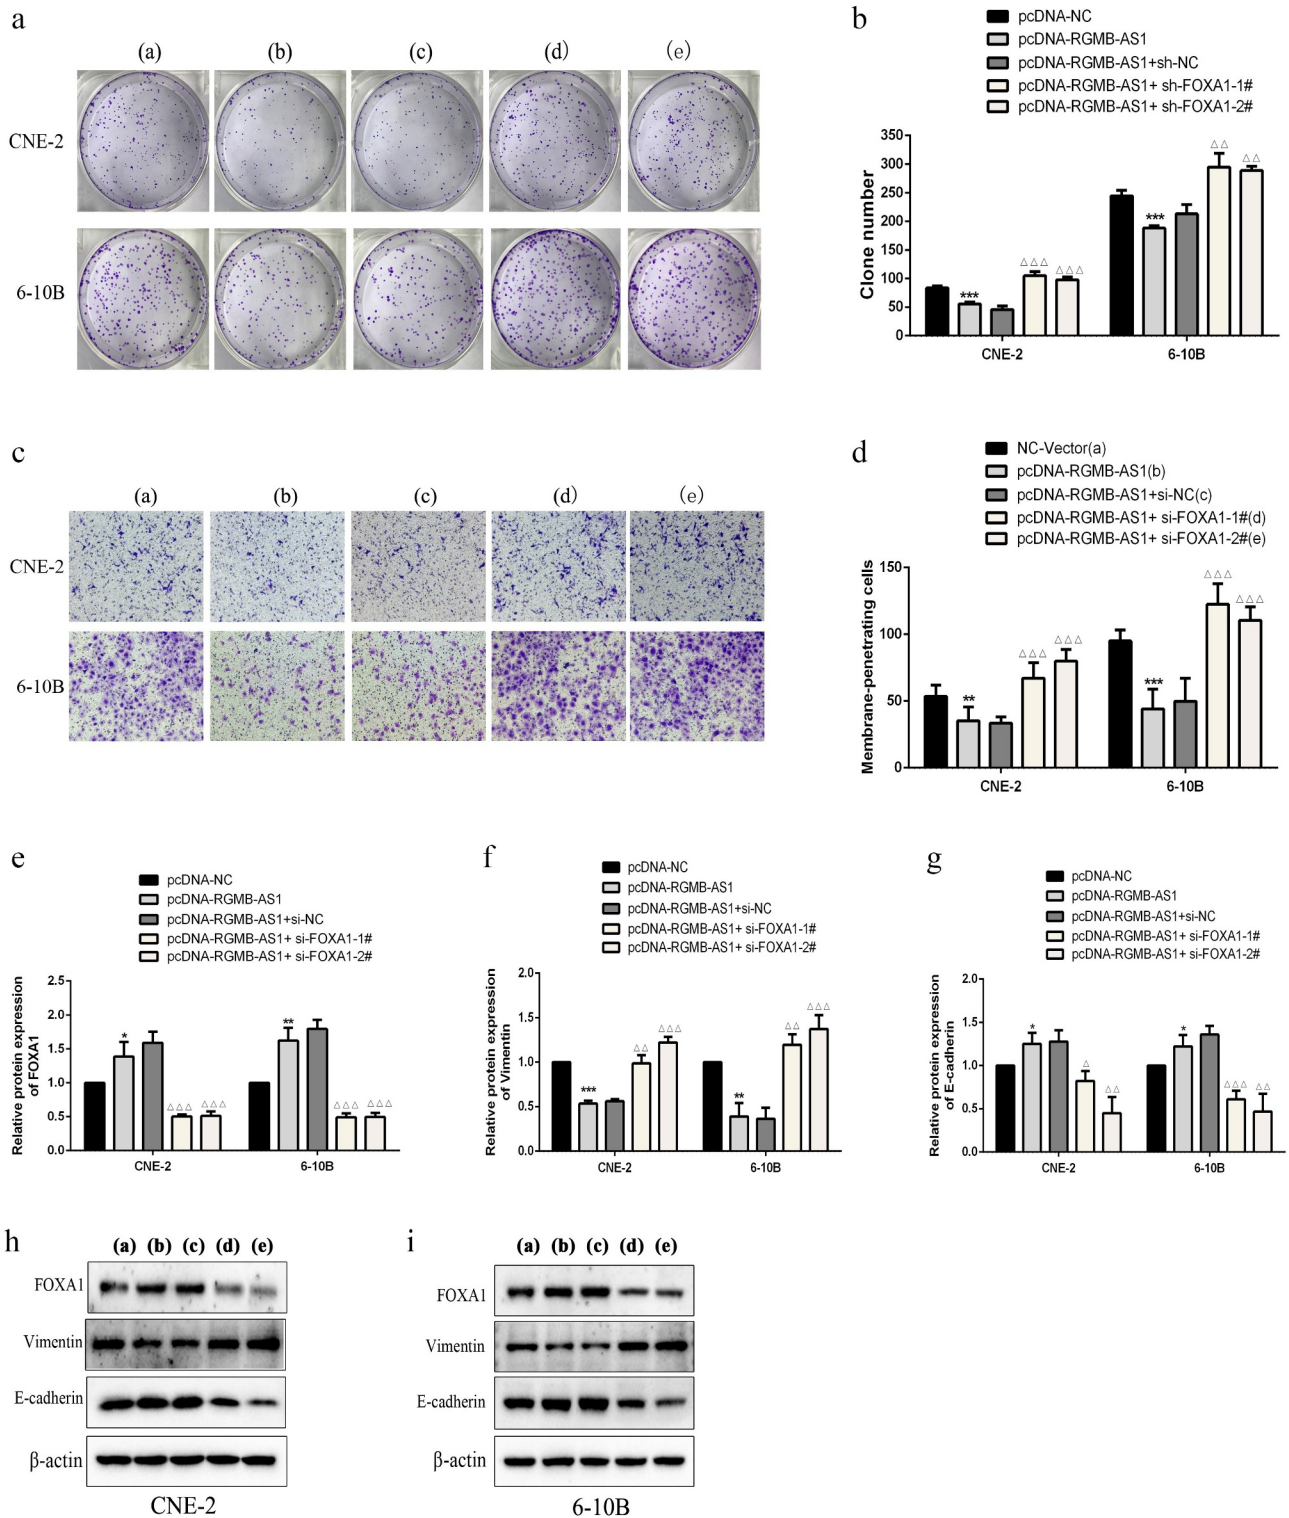 a
(a) (b) (c) (d) (e)
CNE-2
6-10B
b
pcDNA-NC
pcDNA-RGMB-AS1
pcDNA-RGMB-AS1+sh-NC
pcDNA-RGMB-AS1+ sh-FOXA1-1#
pcDNA-RGMB-AS1+ sh-FOXA1-2#
Clone number
350
300
250
200
150
100
50
0
*** △△△ △△△ *** △△ △△
CNE-2 6-10B
c
(a) (b) (c) (d) (e)
CNE-2
6-10B
d
NC-Vector(a)
pcDNA-RGMB-AS1(b)
pcDNA-RGMB-AS1+si-NC(c)
pcDNA-RGMB-AS1+ si-FOXA1-1#(d)
pcDNA-RGMB-AS1+ si-FOXA1-2#(e)
Membrane-penetrating cells
150
100
50
0
** △△△ △△△ *** △△△ △△△
CNE-2 6-10B
e
pcDNA-NC
pcDNA-RGMB-AS1
pcDNA-RGMB-AS1+si-NC
pcDNA-RGMB-AS1+ si-FOXA1-1#
pcDNA-RGMB-AS1+ si-FOXA1-2#
Relative protein expression
of FOXA1
2.5
2.0
1.5
1.0
0.5
0.0
* △△△ △△△ ** △△△ △△△
CNE-2 6-10B
f
pcDNA-NC
pcDNA-RGMB-AS1
pcDNA-RGMB-AS1+si-NC
pcDNA-RGMB-AS1+ si-FOXA1-1#
pcDNA-RGMB-AS1+ si-FOXA1-2#
Relative protein expression
of Vimentin
2.0
1.5
1.0
0.5
0.0
*** △△ △△△ ** △△ △△△
CNE-2 6-10B
g
pcDNA-NC
pcDNA-RGMB-AS1
pcDNA-RGMB-AS1+si-NC
pcDNA-RGMB-AS1+ si-FOXA1-1#
pcDNA-RGMB-AS1+ si-FOXA1-2#
Relative protein expression
of E-cadherin
2.0
1.5
1.0
0.5
0.0
* △ △△ * △△△ △△
CNE-2 6-10B
h
(a) (b) (c) (d) (e)
FOXA1
Vimentin
E-cadherin
β-actin
CNE-2
i
(a) (b) (c) (d) (e)
FOXA1
Vimentin
E-cadherin
β-actin
6-10B